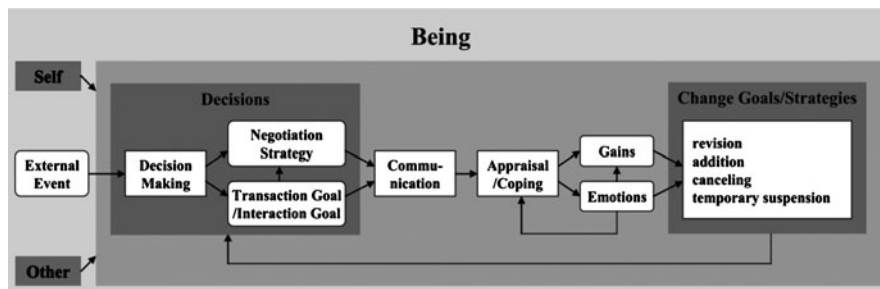 Being
Self
Decisions
Change Goals/Strategies
Negotiation
Strategy
External
Event
Decision
Making
Transaction Goal
/Interaction Goal
Commu-
nication
Appraisal
/Coping
Gains
Emotions
revision
addition
canceling
temporary suspension
Other